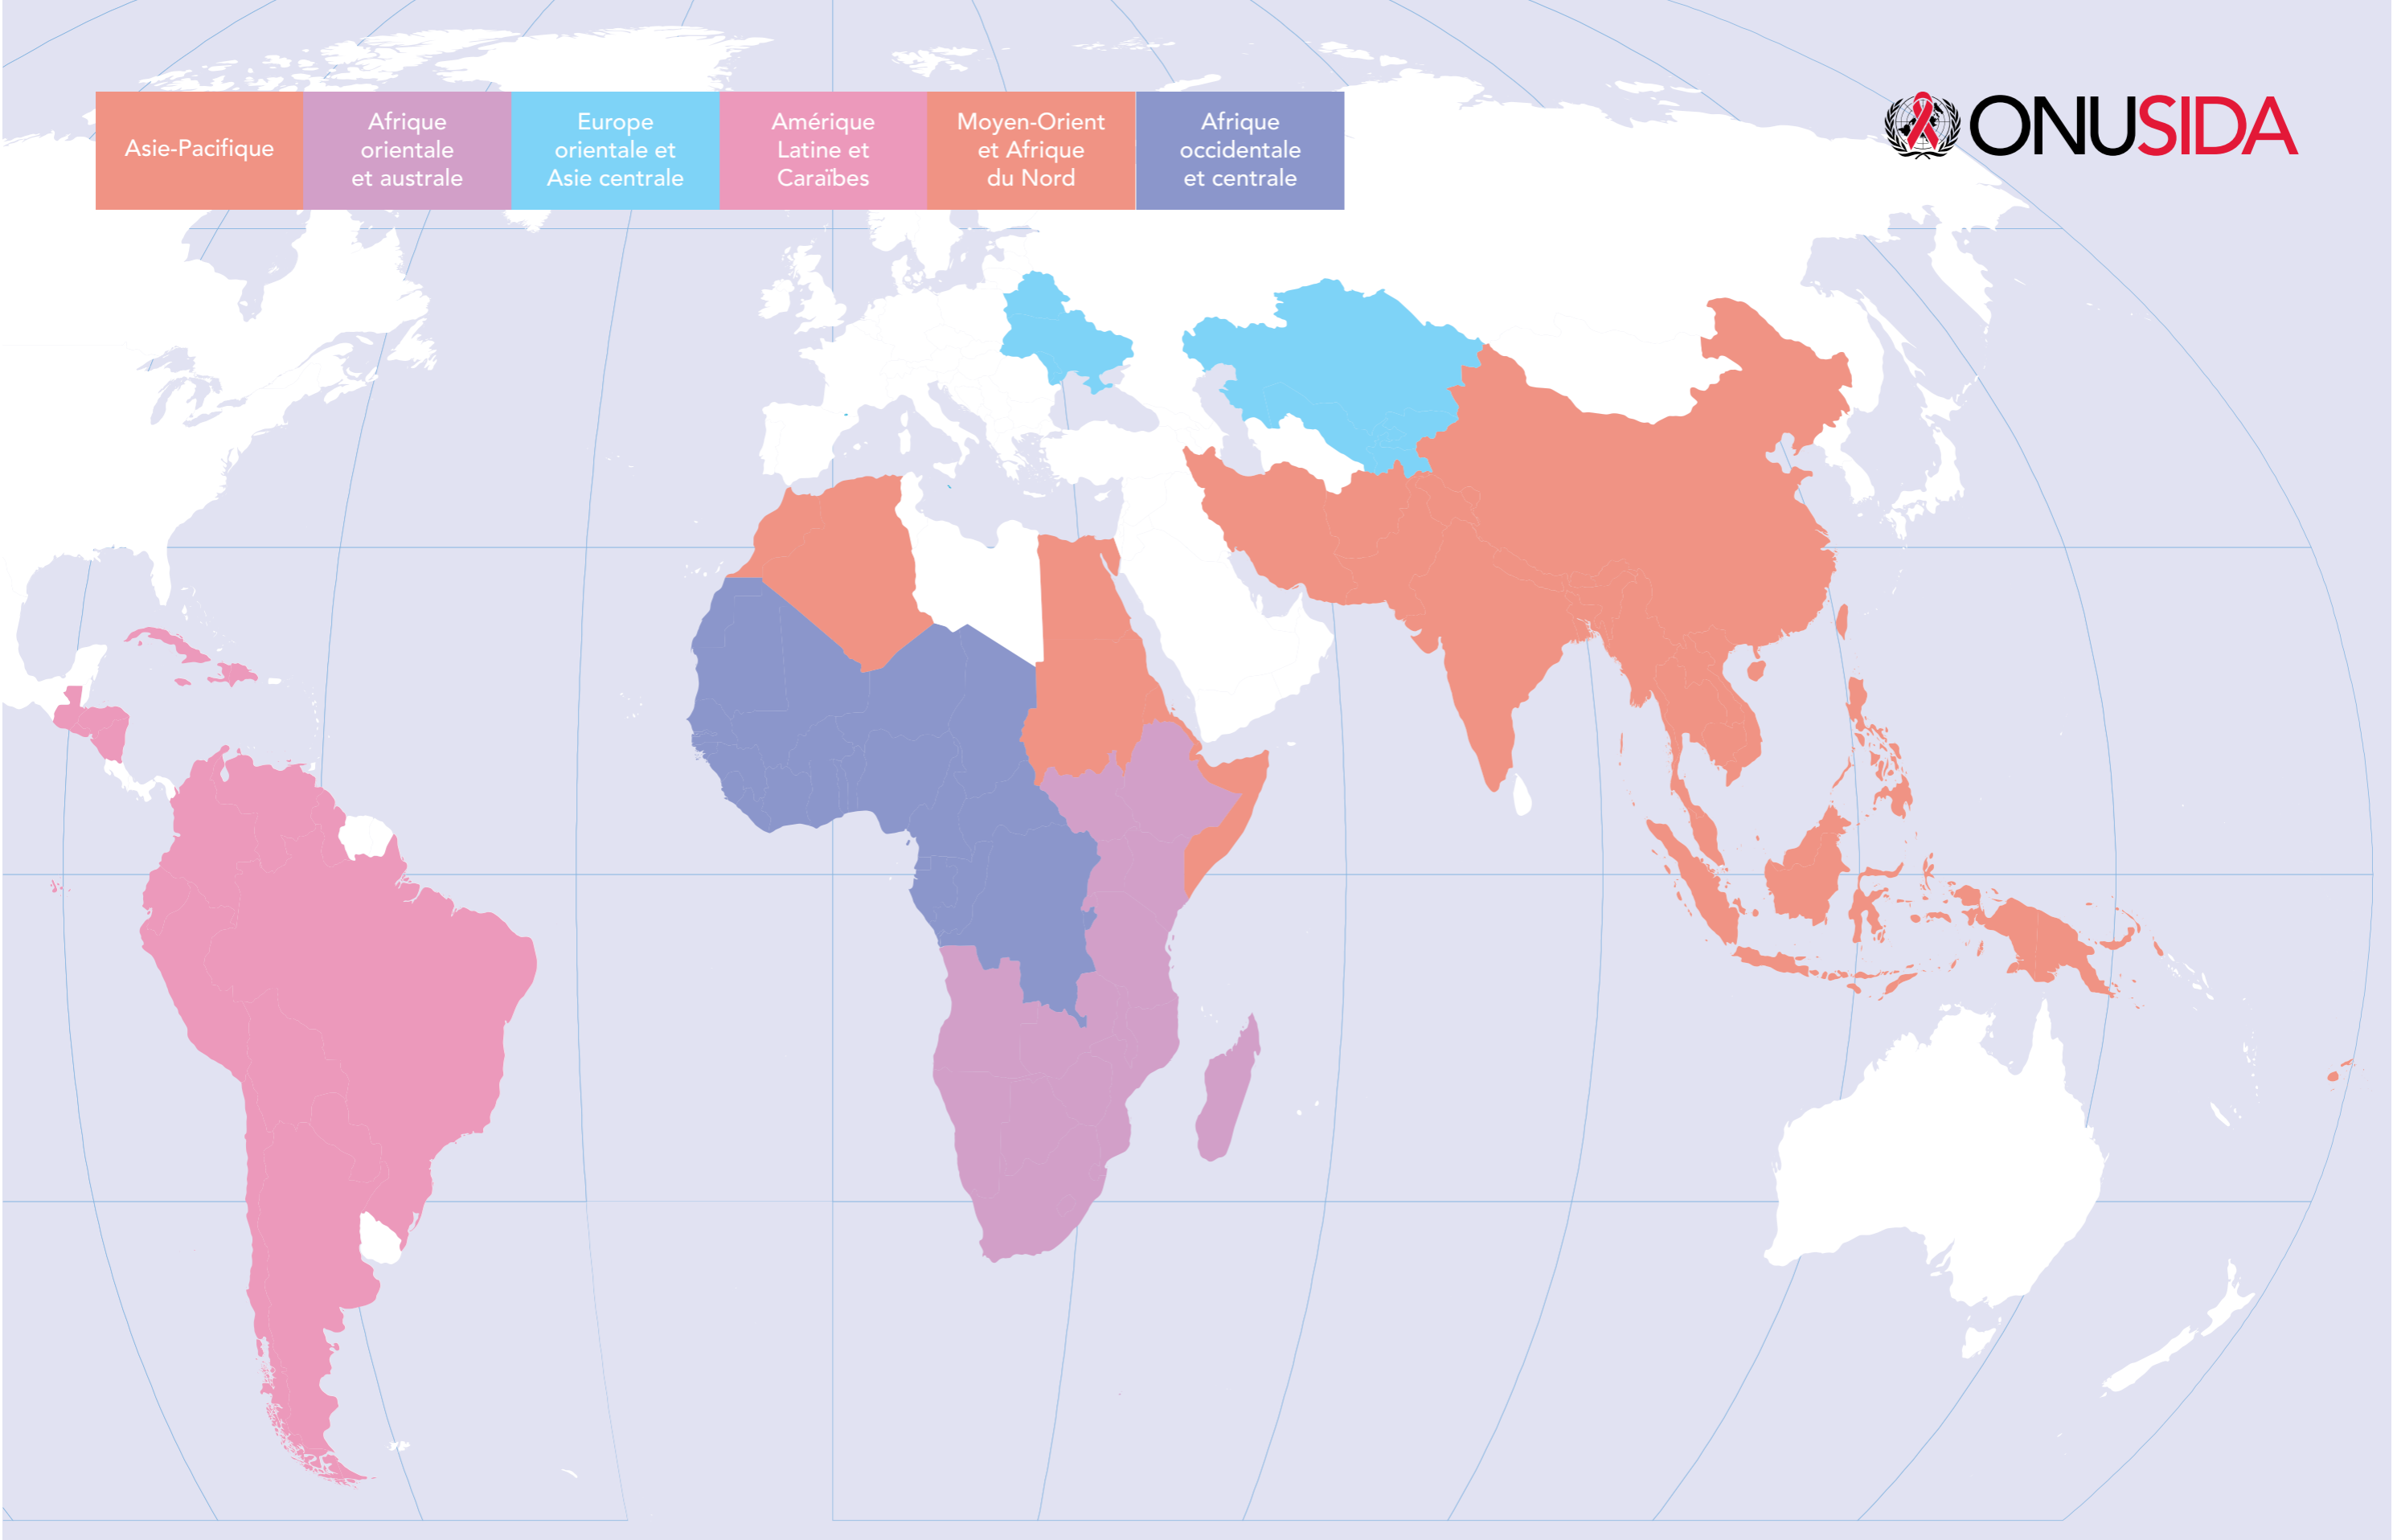 Asie-Pacifique
Afrique
orientale
et australe
Europe
orientale et
Asie centrale
Amérique
Latine et
Caraïbes
Moyen-Orient
et Afrique
du Nord
Afrique
occidentale
et centrale
ONUSIDA